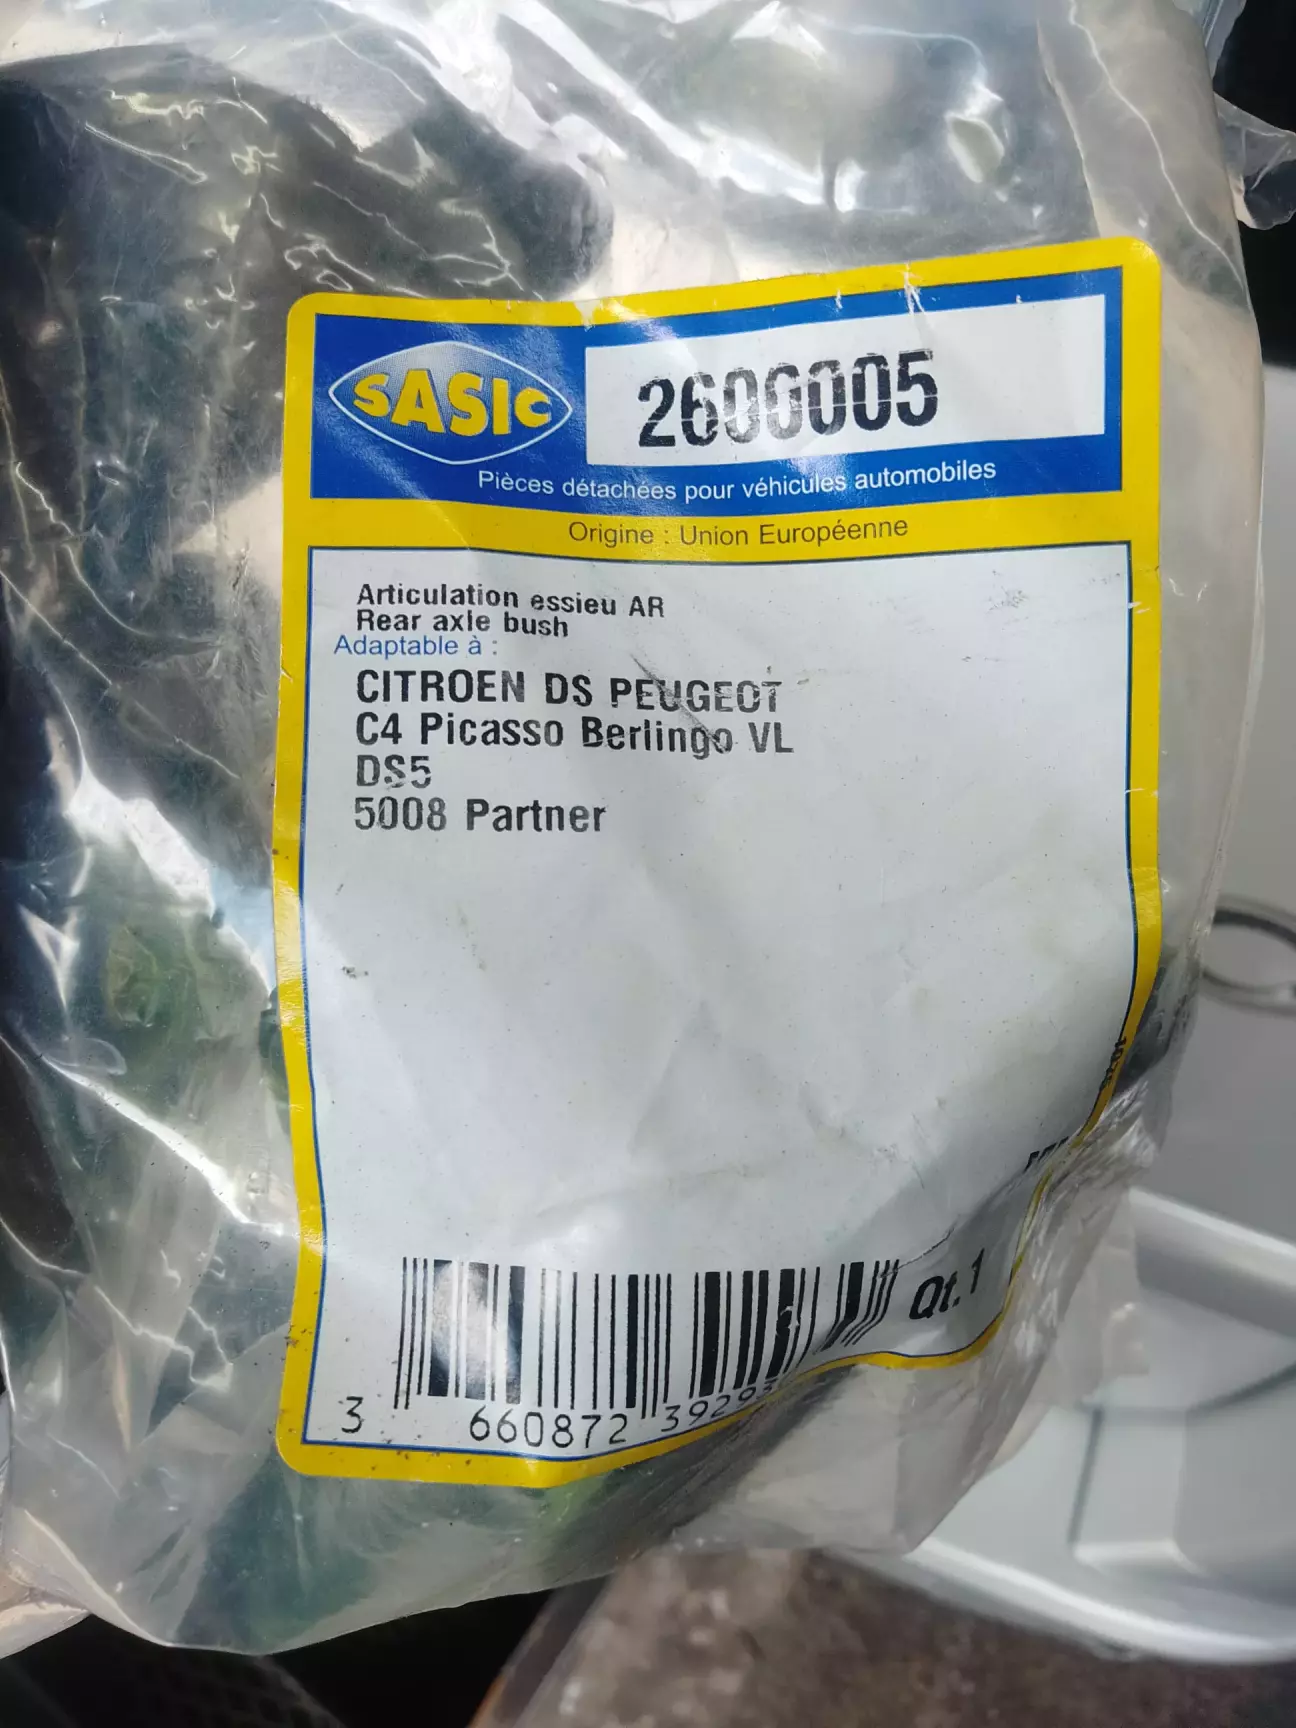 SASIC
2600005
Pièces détachées pour véhicules automobiles
Origine : Union Européenne
Articulation essieu AR
Rear axle bush
Adaptable à :
CITROEN DS PEUGEOT
C4 Picasso Berlingo VL
DS5
5008 Partner
Qt.1
3 660872